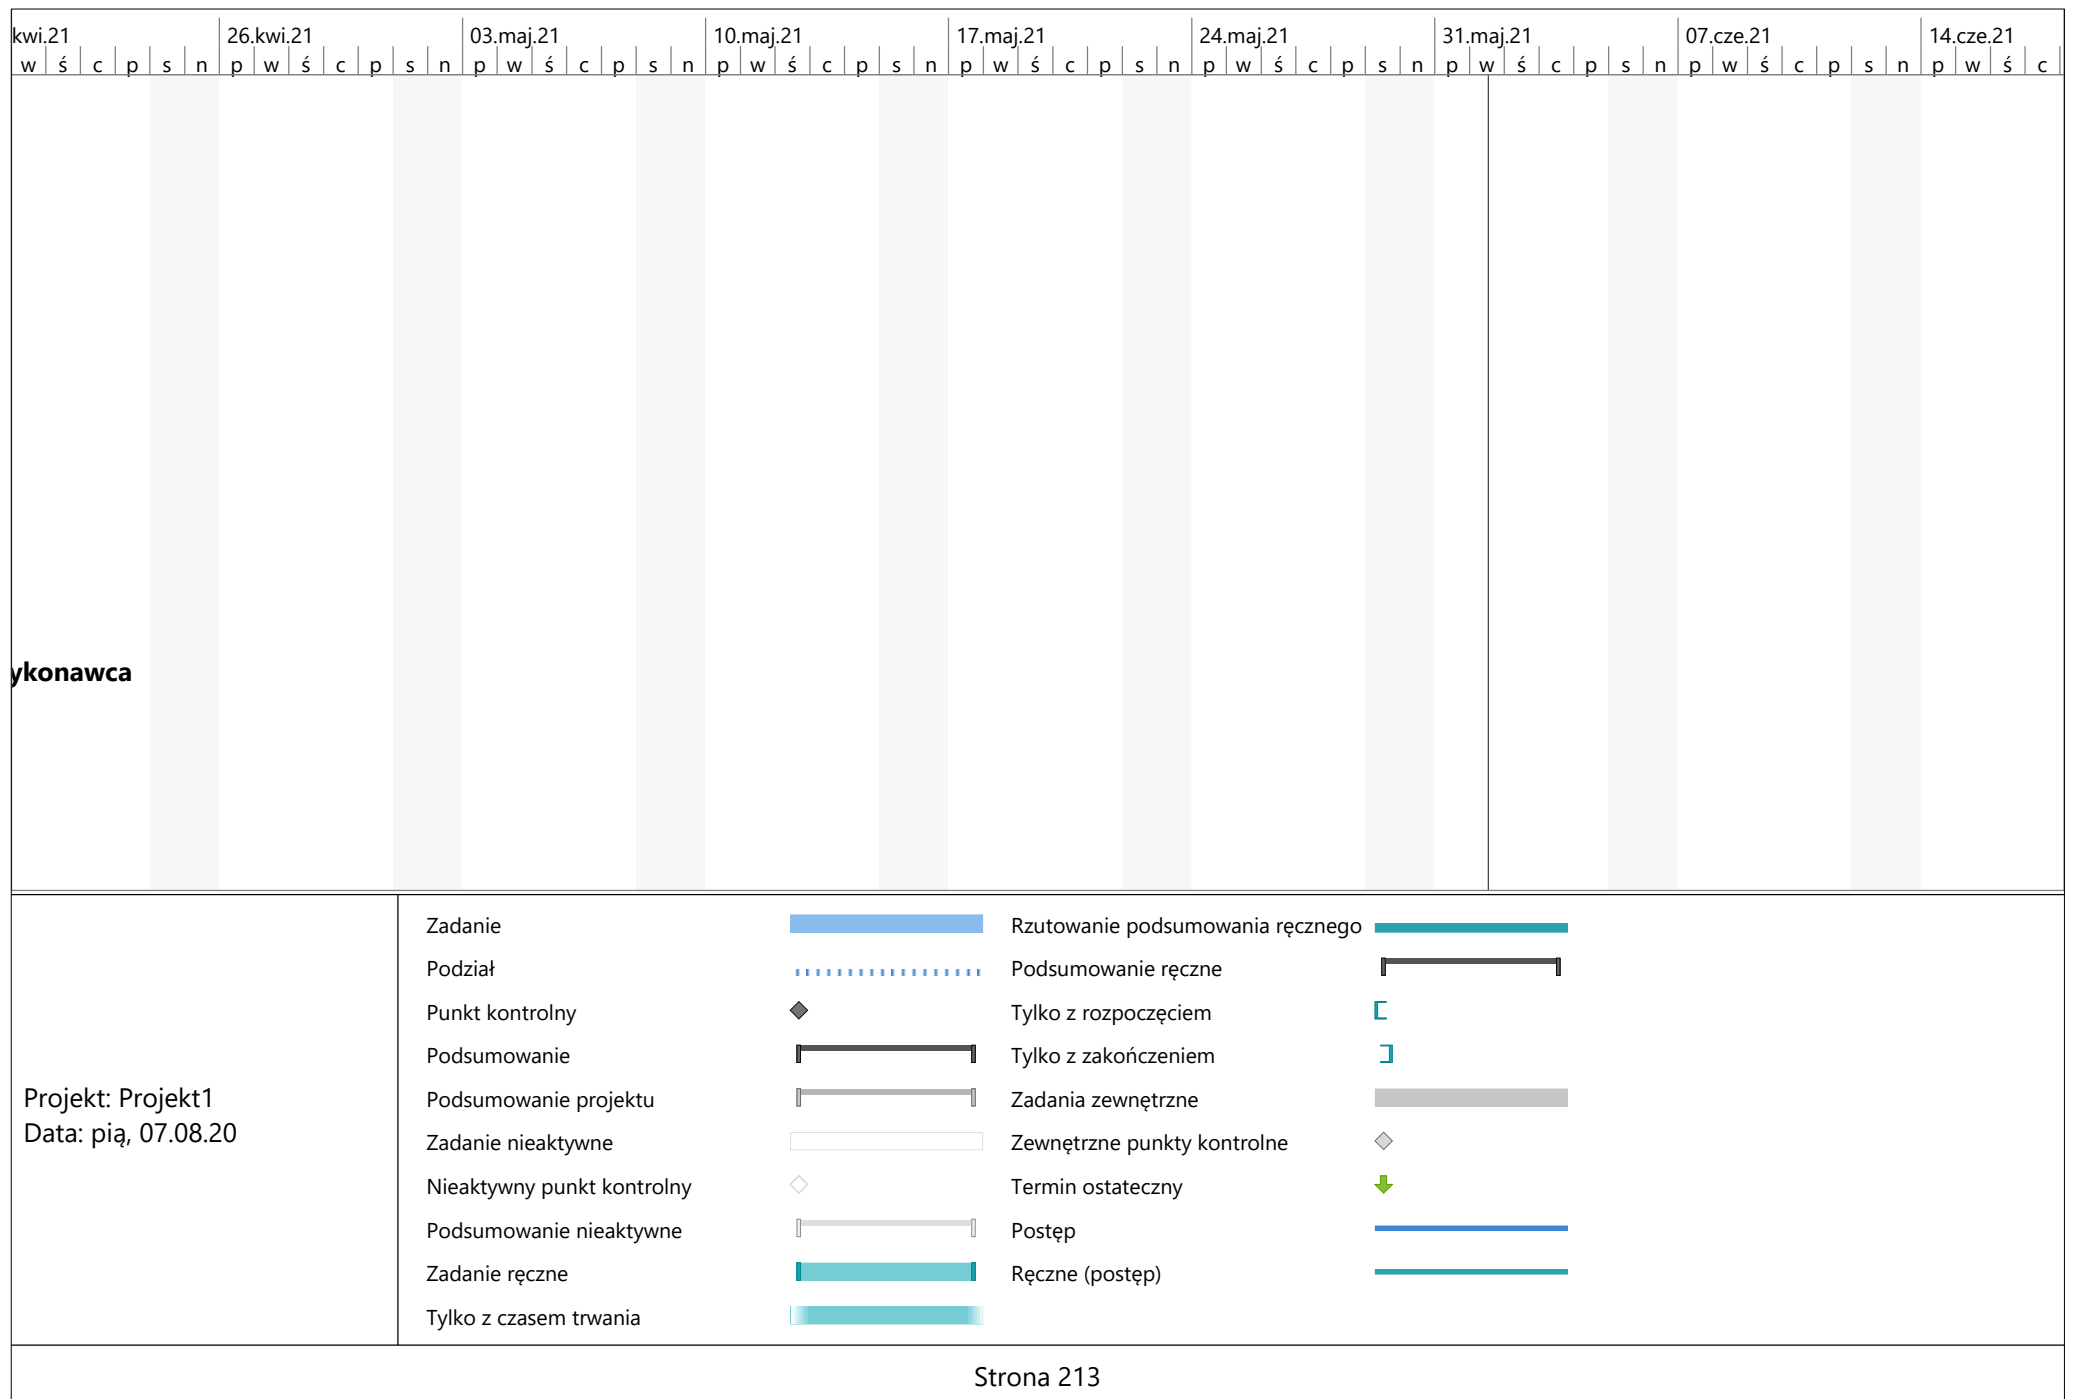 kwi.21 26.kwi.21 03.maj.21 10.maj.21 17.maj.21 24.maj.21 31.maj.21 07.cze.21 14.cze.21
w ś c p s n p w ś c p s n p w ś c p s n p w ś c p s n p w ś c p s n p w ś c p s n p w ś c p s n p w ś c p s n p w ś c
ykonawca
Projekt: Projekt1
Data: pią, 07.08.20
Zadanie
Podział
Punkt kontrolny
Podsumowanie
Podsumowanie projektu
Zadanie nieaktywne
Nieaktywny punkt kontrolny
Podsumowanie nieaktywne
Zadanie ręczne
Tylko z czasem trwania
Rzutowanie podsumowania ręcznego
Podsumowanie ręczne
Tylko z rozpoczęciem
Tylko z zakończeniem
Zadania zewnętrzne
Zewnętrzne punkty kontrolne
Termin ostateczny
Postęp
Ręczne (postęp)
Strona 213